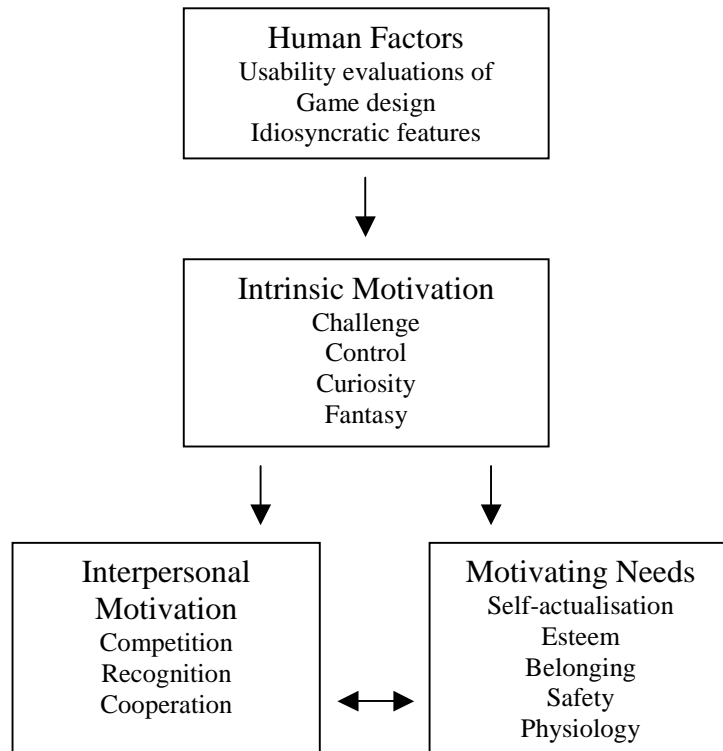 Human Factors
Usability evaluations of
Game design
Idiosyncratic features
Intrinsic Motivation
Challenge
Control
Curiosity
Fantasy
Interpersonal
Motivation
Competition
Recognition
Cooperation
Motivating Needs
Self-actualisation
Esteem
Belonging
Safety
Physiology